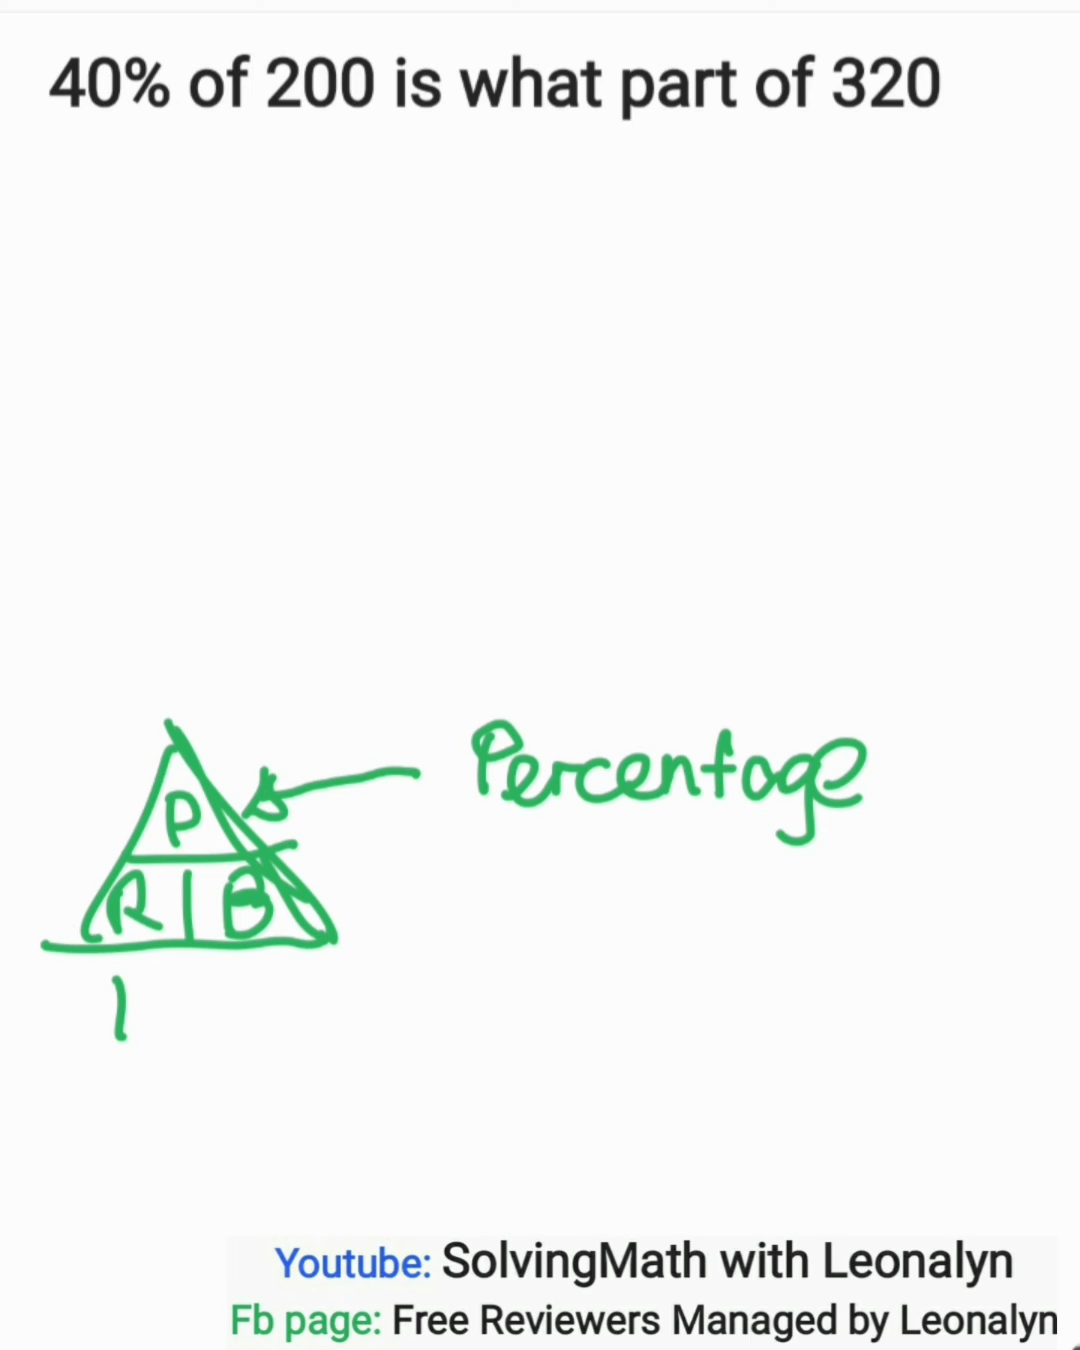 40% of 200 is what part of 320
Percentage
P
R | B
Youtube: SolvingMath with Leonalyn
Fb page: Free Reviewers Managed by Leonalyn